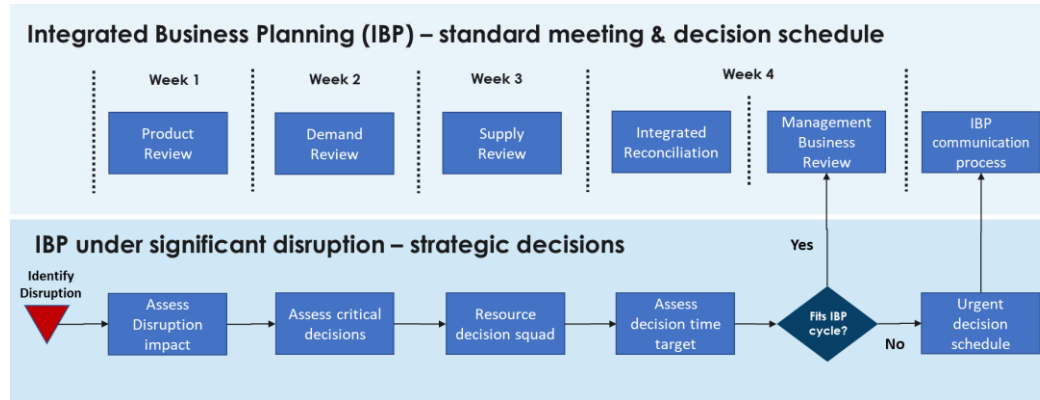 Integrated Business Planning (IBP) – standard meeting & decision schedule
Week 1
Week 2
Week 3
Week 4
Product
Review
Demand
Review
Supply
Review
Integrated
Reconciliation
Management
Business
Review
IBP
communication
process
IBP under significant disruption – strategic decisions
Yes
Identify
Disruption
Assess
Disruption
impact
Assess critical
decisions
Resource
decision squad
Assess
decision time
target
Fits IBP
cycle?
No
Urgent
decision
schedule